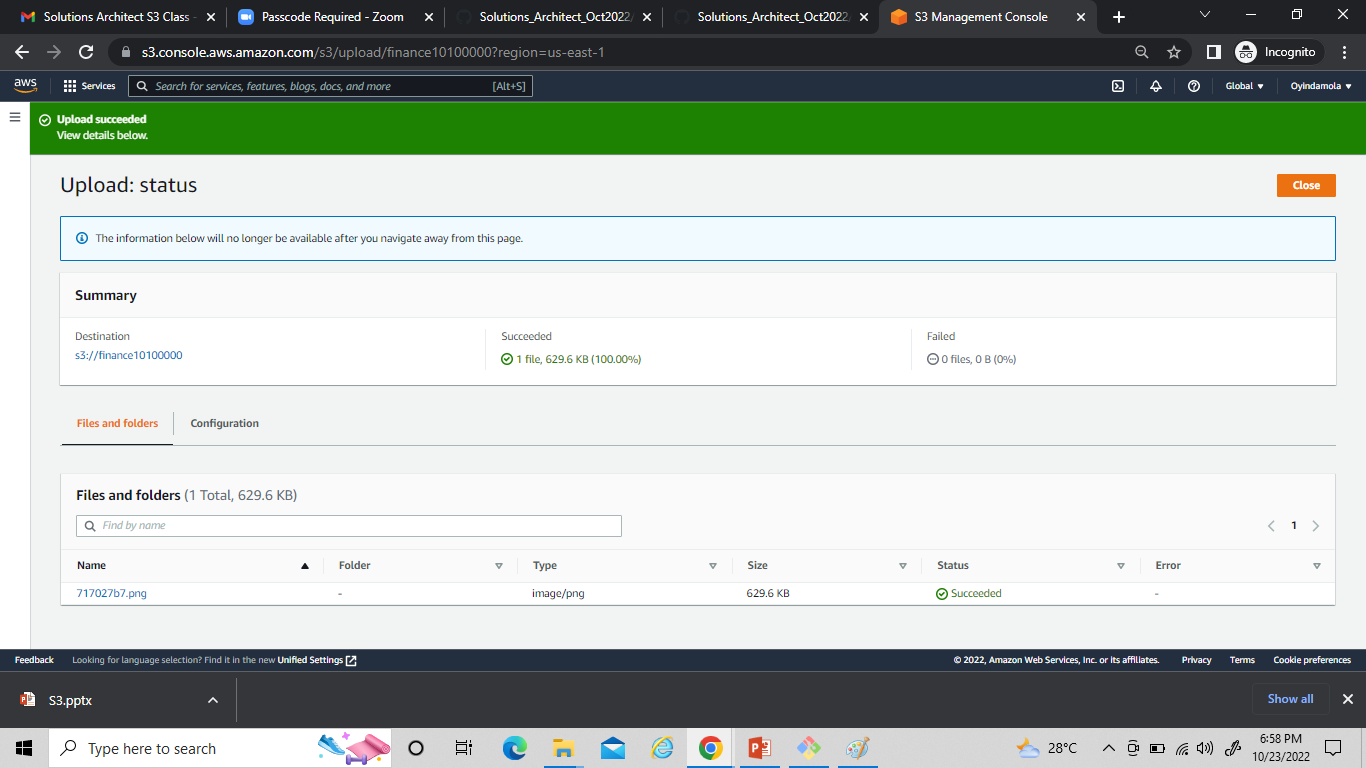 Solutions Architect S3 Class -
Passcode Required - Zoom
Solutions_Architect_Oct2022
Solutions_Architect_Oct2022
S3 Management Console
s3.console.aws.amazon.com/s3/upload/finance10100000?region=us-east-1
Incognito
aws
Services
Search for services, features, blogs, docs, and more
[Alt+S]
Global
Oyindamola
Upload succeeded
View details below.
Upload: status
Close
The information below will no longer be available after you navigate away from this page.
Summary
Destination
s3://finance10100000
Succeeded
1 file, 629.6 KB (100.00%)
Failed
0 files, 0 B (0%)
Files and folders
Configuration
Files and folders (1 Total, 629.6 KB)
Find by name
1
Name Folder Type Size Status Error
717027b7.png - image/png 629.6 KB Succeeded -
Feedback
Looking for language selection? Find it in the new Unified Settings
© 2022, Amazon Web Services, Inc. or its affiliates.
Privacy
Terms
Cookie preferences
S3.pptx
Show all
Type here to search
28°C
6:58 PM
10/23/2022